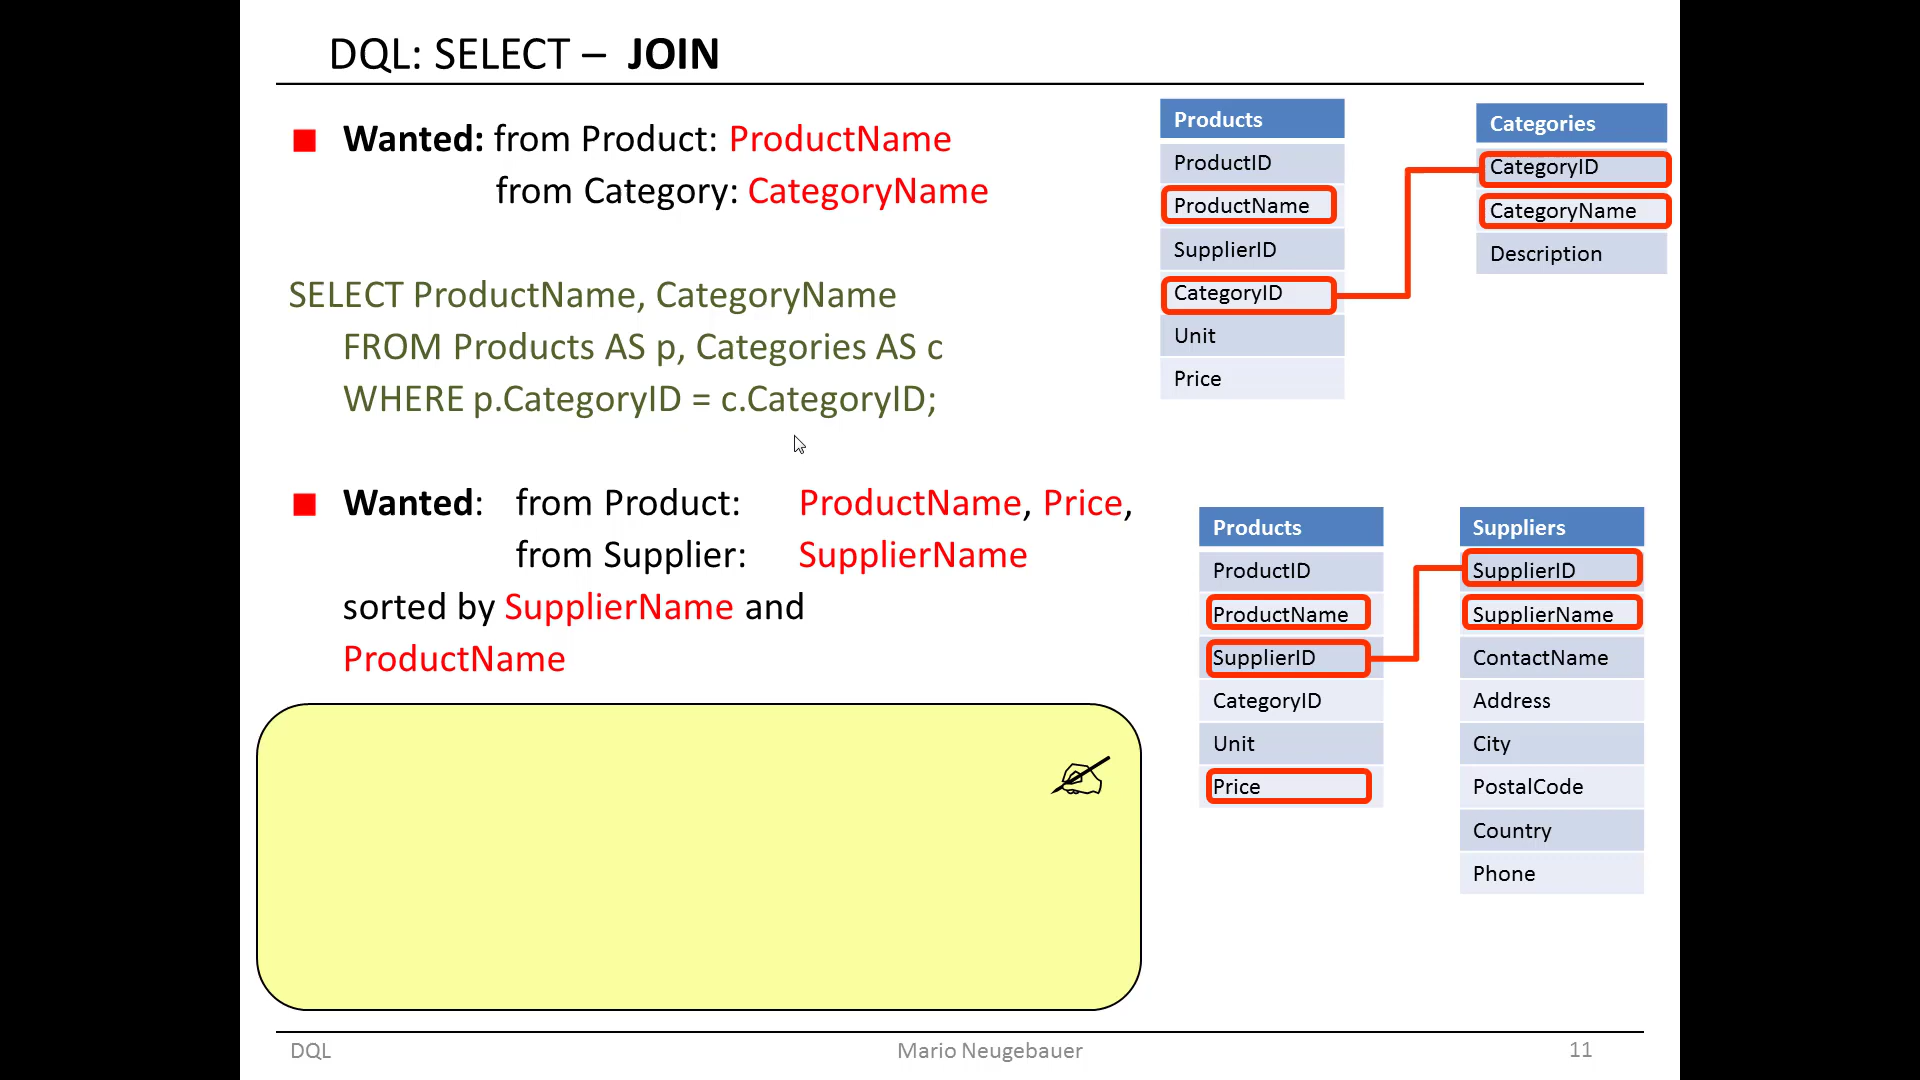 DQL: SELECT – JOIN
Wanted: from Product: ProductName
from Category: CategoryName
SELECT ProductName, CategoryName
FROM Products AS p, Categories AS c
WHERE p.CategoryID = c.CategoryID;
Wanted: from Product: ProductName, Price,
from Supplier: SupplierName
sorted by SupplierName and
ProductName
Products
ProductID
ProductName
SupplierID
CategoryID
Unit
Price
Categories
CategoryID
CategoryName
Description
Products
ProductID
ProductName
SupplierID
CategoryID
Unit
Price
Suppliers
SupplierID
SupplierName
ContactName
Address
City
PostalCode
Country
Phone
DQL
Mario Neugebauer
11